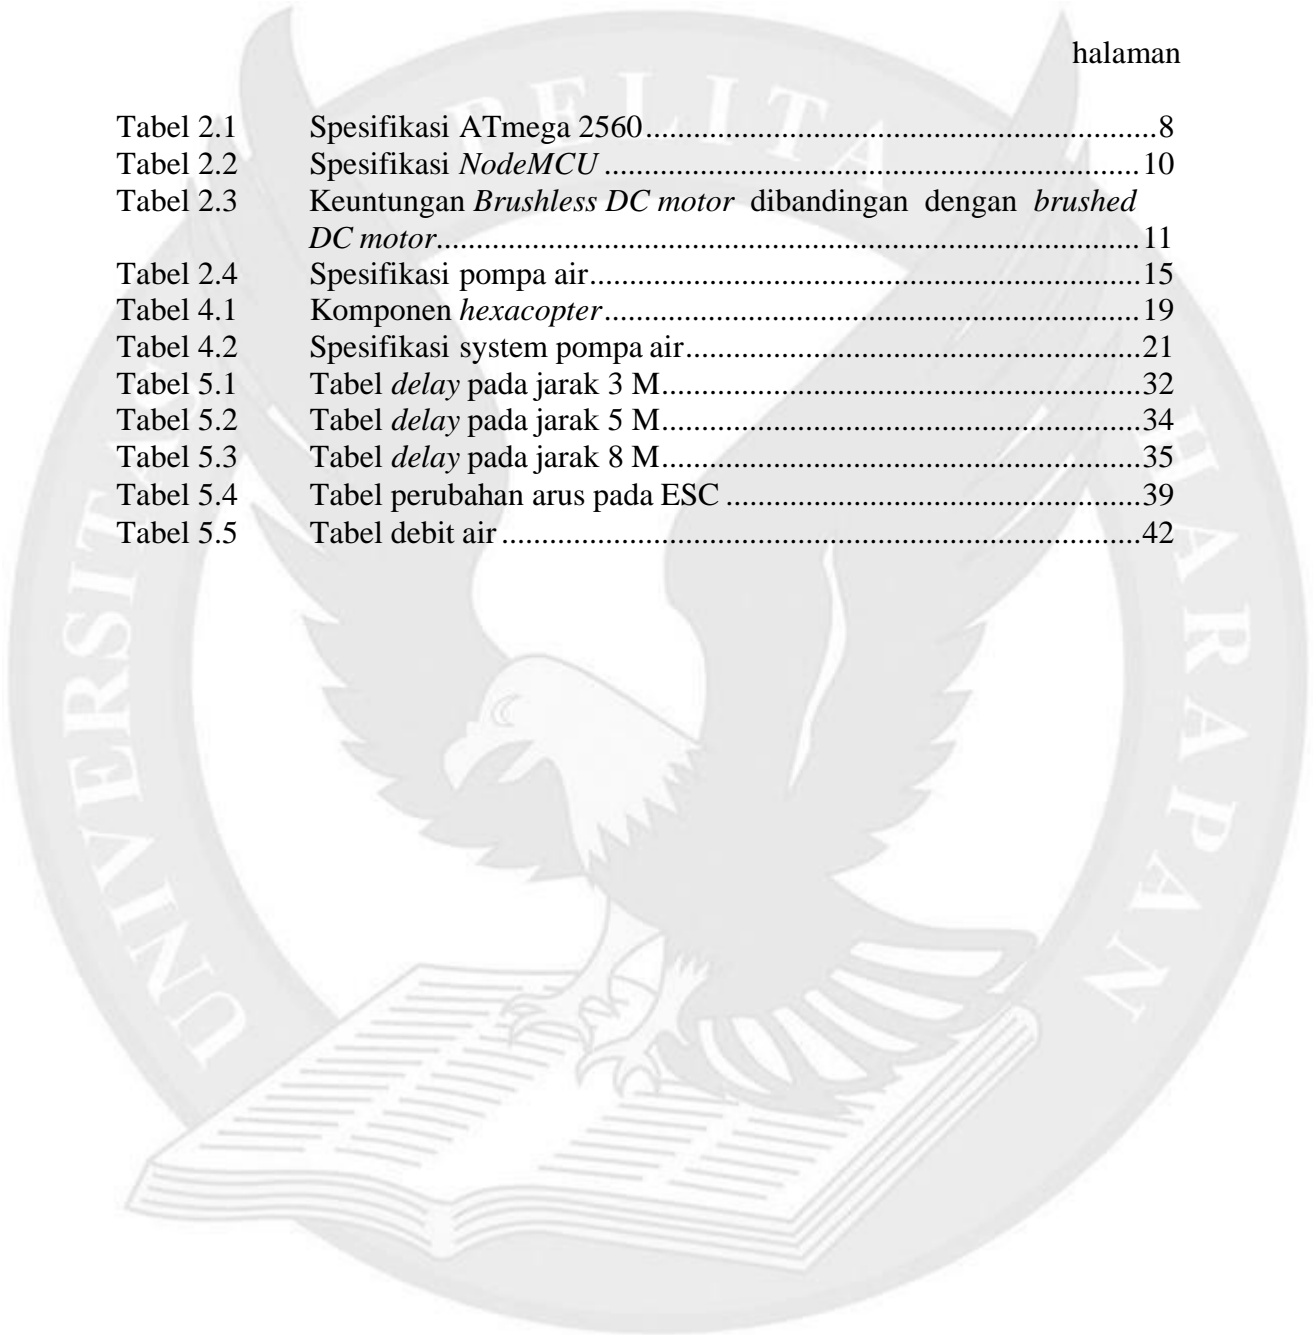 halaman
Tabel 2.1 Spesifikasi ATmega 2560.................................................................8
Tabel 2.2 Spesifikasi NodeMCU ....................................................................10
Tabel 2.3 Keuntungan Brushless DC motor dibandingan dengan brushed
DC motor.........................................................................................11
Tabel 2.4 Spesifikasi pompa air......................................................................15
Tabel 4.1 Komponen hexacopter....................................................................19
Tabel 4.2 Spesifikasi system pompa air..........................................................21
Tabel 5.1 Tabel delay pada jarak 3 M.............................................................32
Tabel 5.2 Tabel delay pada jarak 5 M.............................................................34
Tabel 5.3 Tabel delay pada jarak 8 M.............................................................35
Tabel 5.4 Tabel perubahan arus pada ESC .....................................................39
Tabel 5.5 Tabel debit air .................................................................................42
UNIVERSITAS PELITA HARAPAN